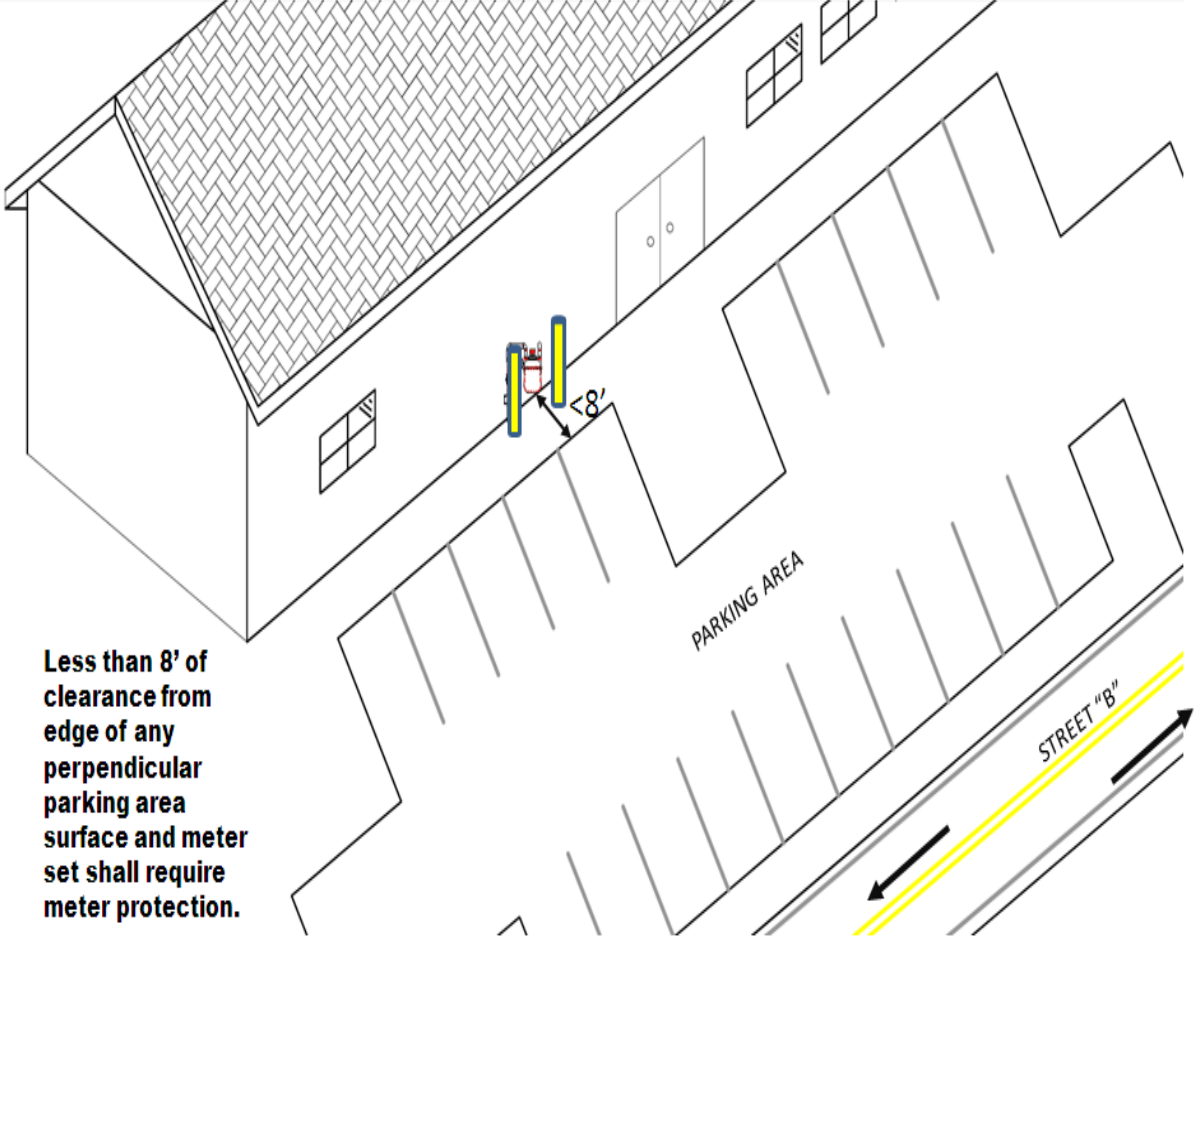 <8’
PARKING AREA
STREET “B”
Less than 8’ of
clearance from
edge of any
perpendicular
parking area
surface and meter
set shall require
meter protection.